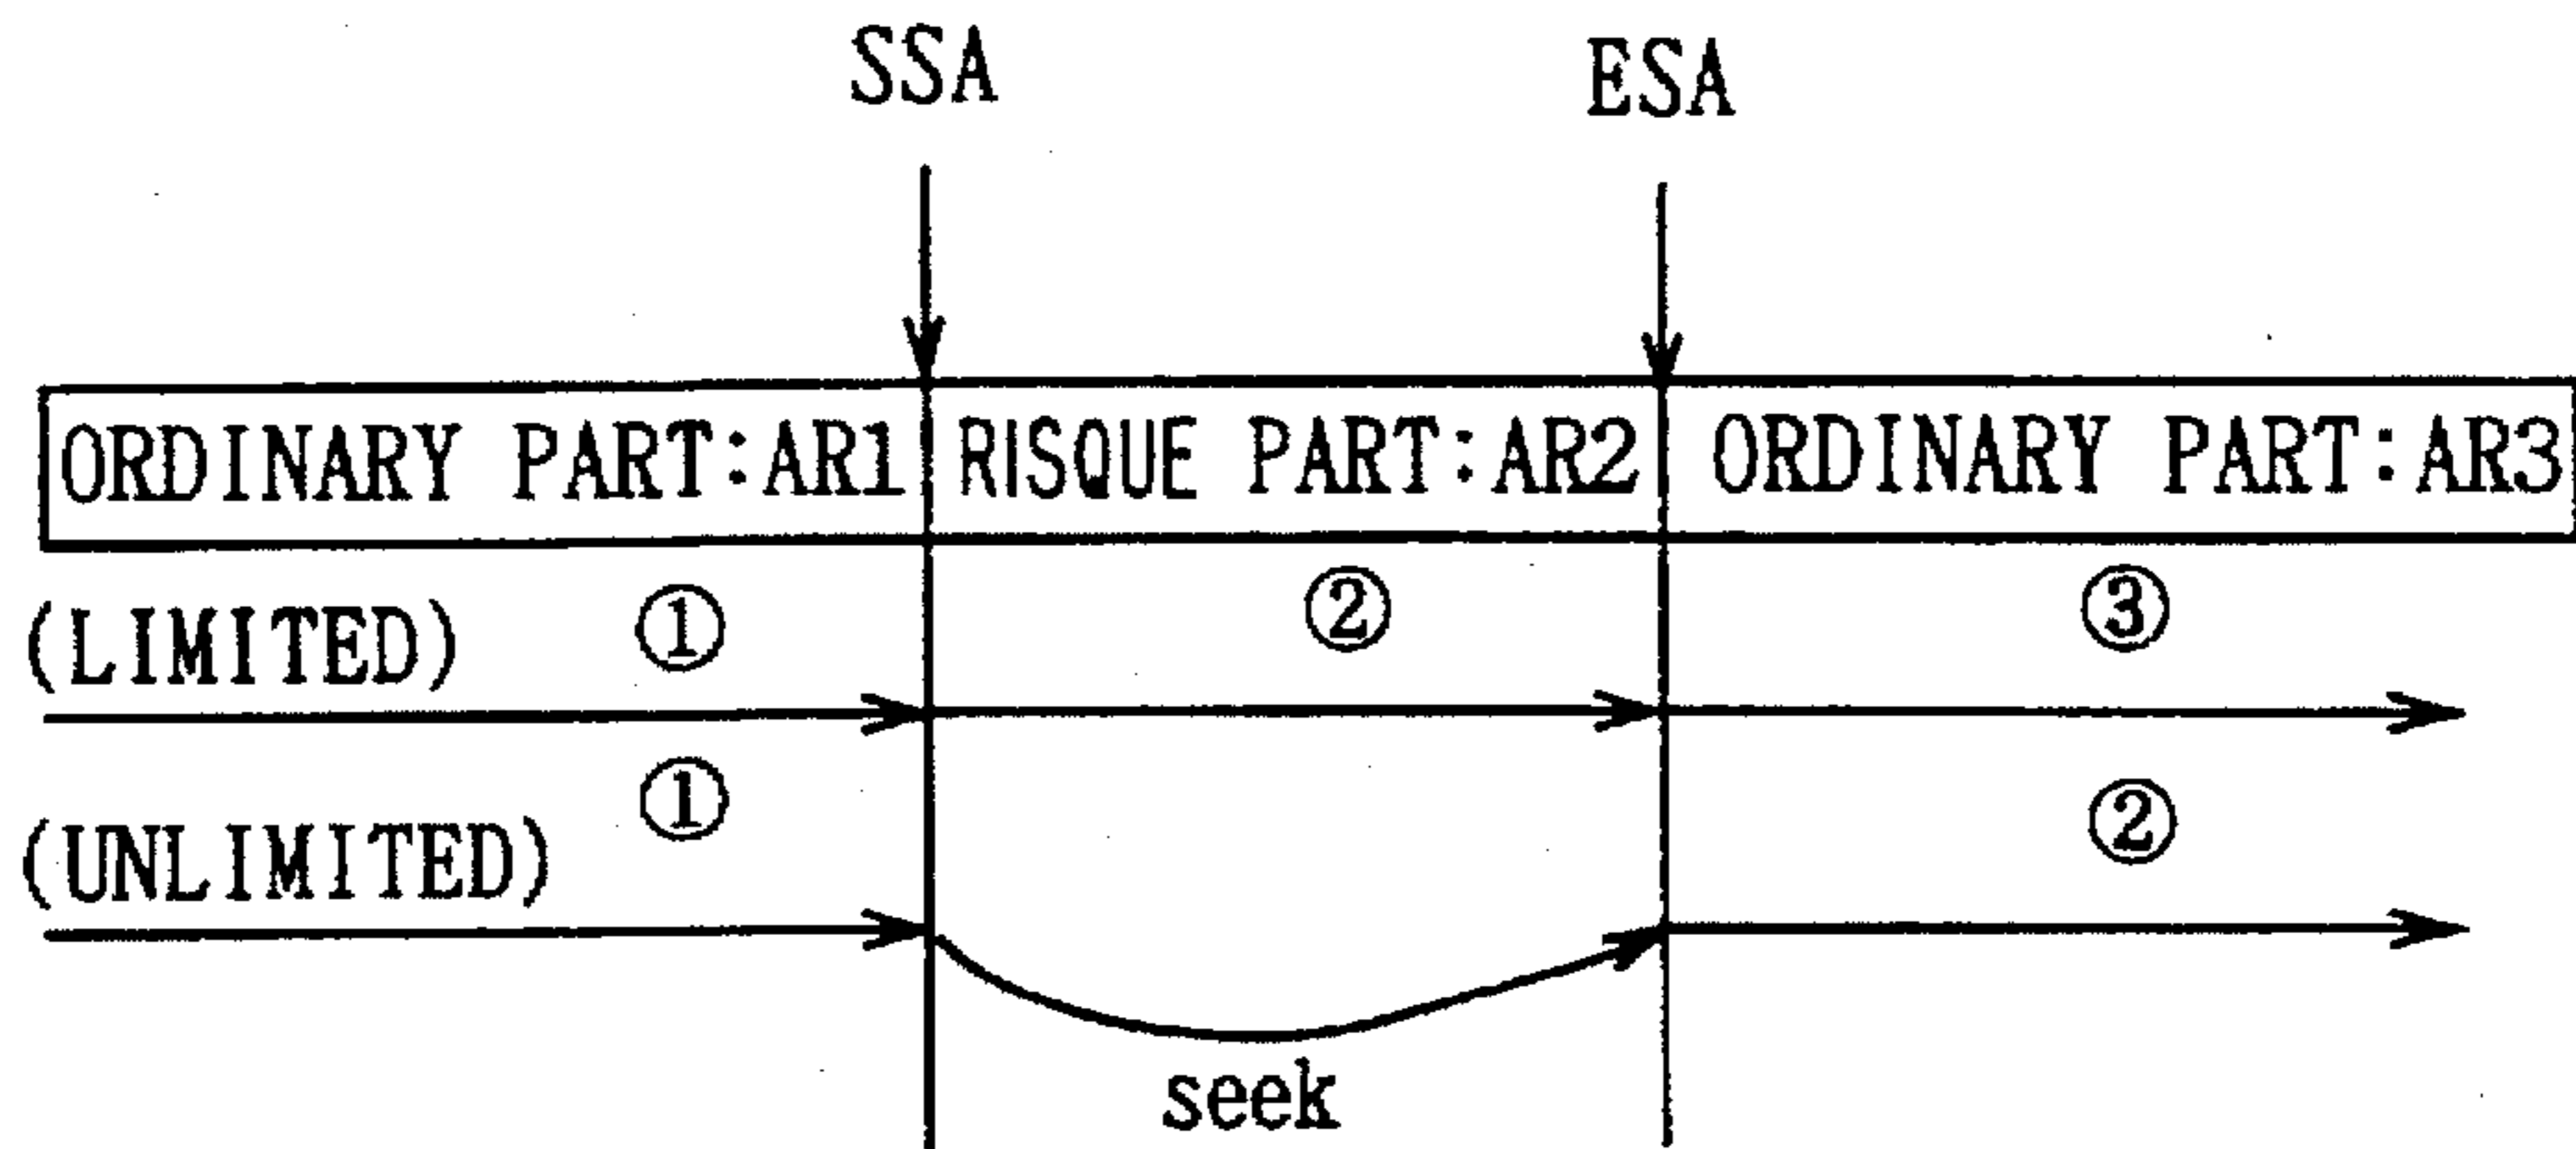 SSA ESA
ORDINARY PART:AR1 RISQUE PART:AR2 ORDINARY PART:AR3
(LIMITED) ① ② ③
(UNLIMITED) ① ②
seek